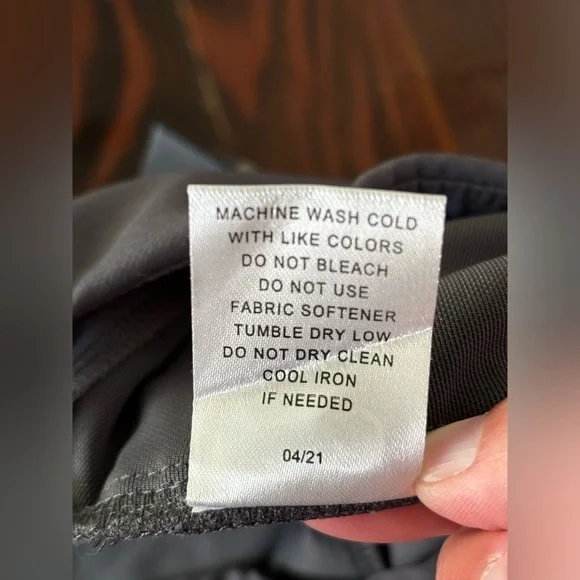 MACHINE WASH COLD
WITH LIKE COLORS
DO NOT BLEACH
DO NOT USE
FABRIC SOFTENER
TUMBLE DRY LOW
DO NOT DRY CLEAN
COOL IRON
IF NEEDED
04/21